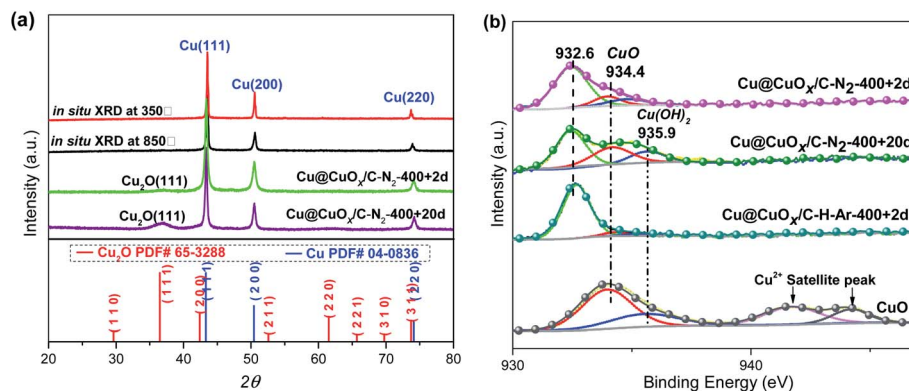 (a)
Cu(111)
Cu(200)
Cu(220)
in situ XRD at 350□
in situ XRD at 850□
Cu₂O(111)
Cu@CuOₓ/C-N₂-400+2d
Cu₂O(111)
Cu@CuOₓ/C-N₂-400+20d
Cu₂O PDF# 65-3288
Cu PDF# 04-0836
(110)
(111)
(200)
(111)
(200)
(211)
(220)
(221)
(310)
(311)
(220)
20
30
40
50
60
70
80
2θ
Intensity (a.u.)
(b)
932.6
CuO
934.4
Cu(OH)₂
935.9
Cu@CuOₓ/C-N₂-400+2d
Cu@CuOₓ/C-N₂-400+20d
Cu@CuOₓ/C-H-Ar-400+2d
Cu²⁺ Satellite peak
CuO
930
940
Binding Energy (eV)
Intensity (a.u.)